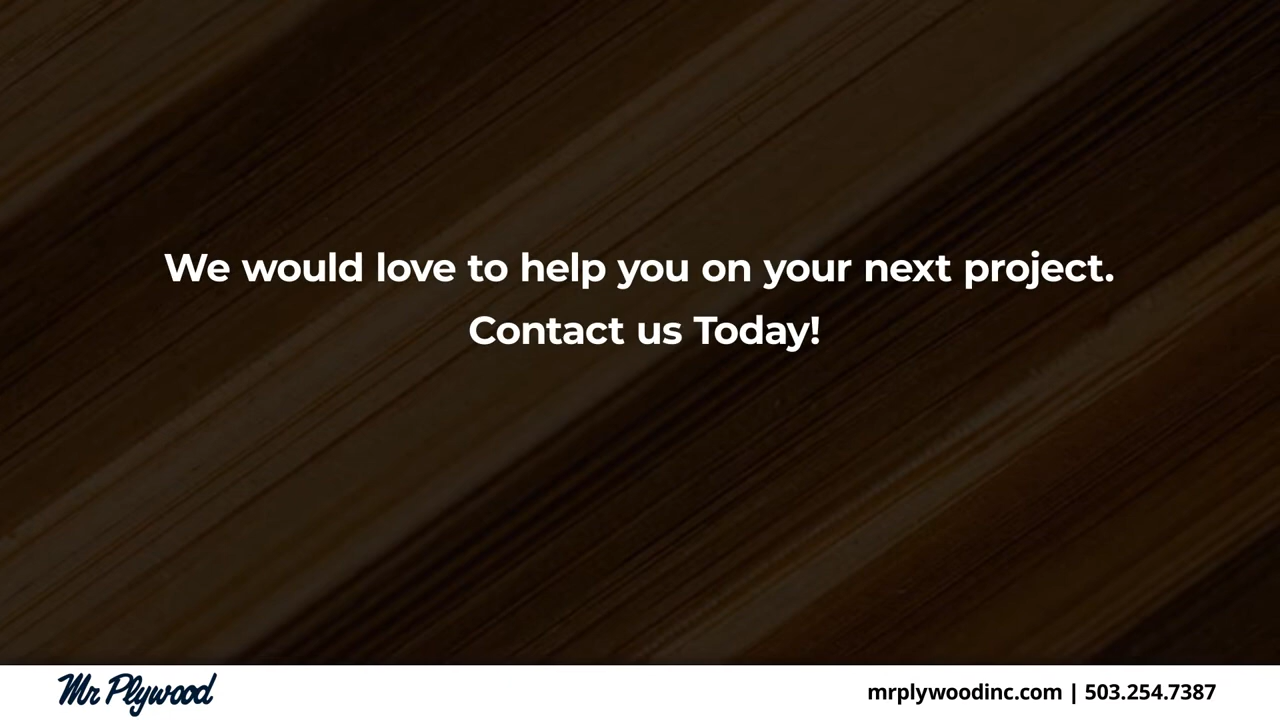 We would love to help you on your next project.
Contact us Today!
Mr Plywood
mrplywoodinc.com | 503.254.7387